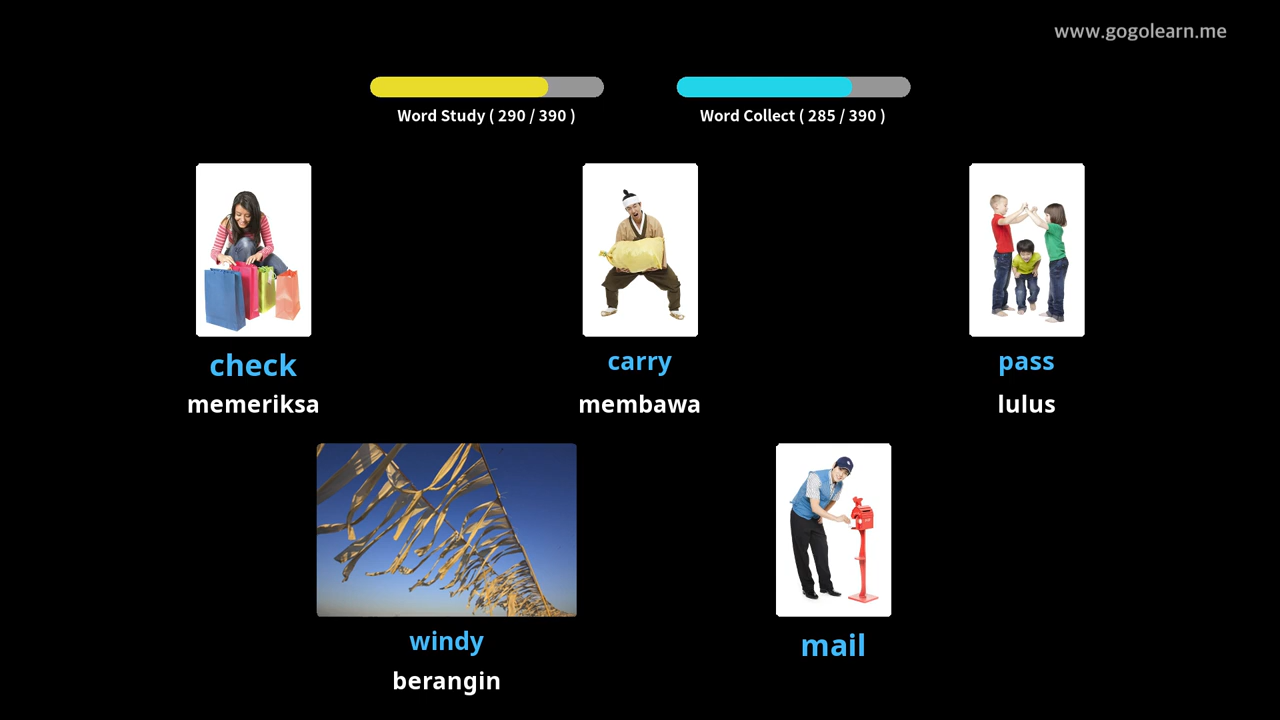 www.gogolearn.me
Word Study ( 290 / 390 )
Word Collect ( 285 / 390 )
check
memeriksa
carry
membawa
pass
lulus
windy
berangin
mail